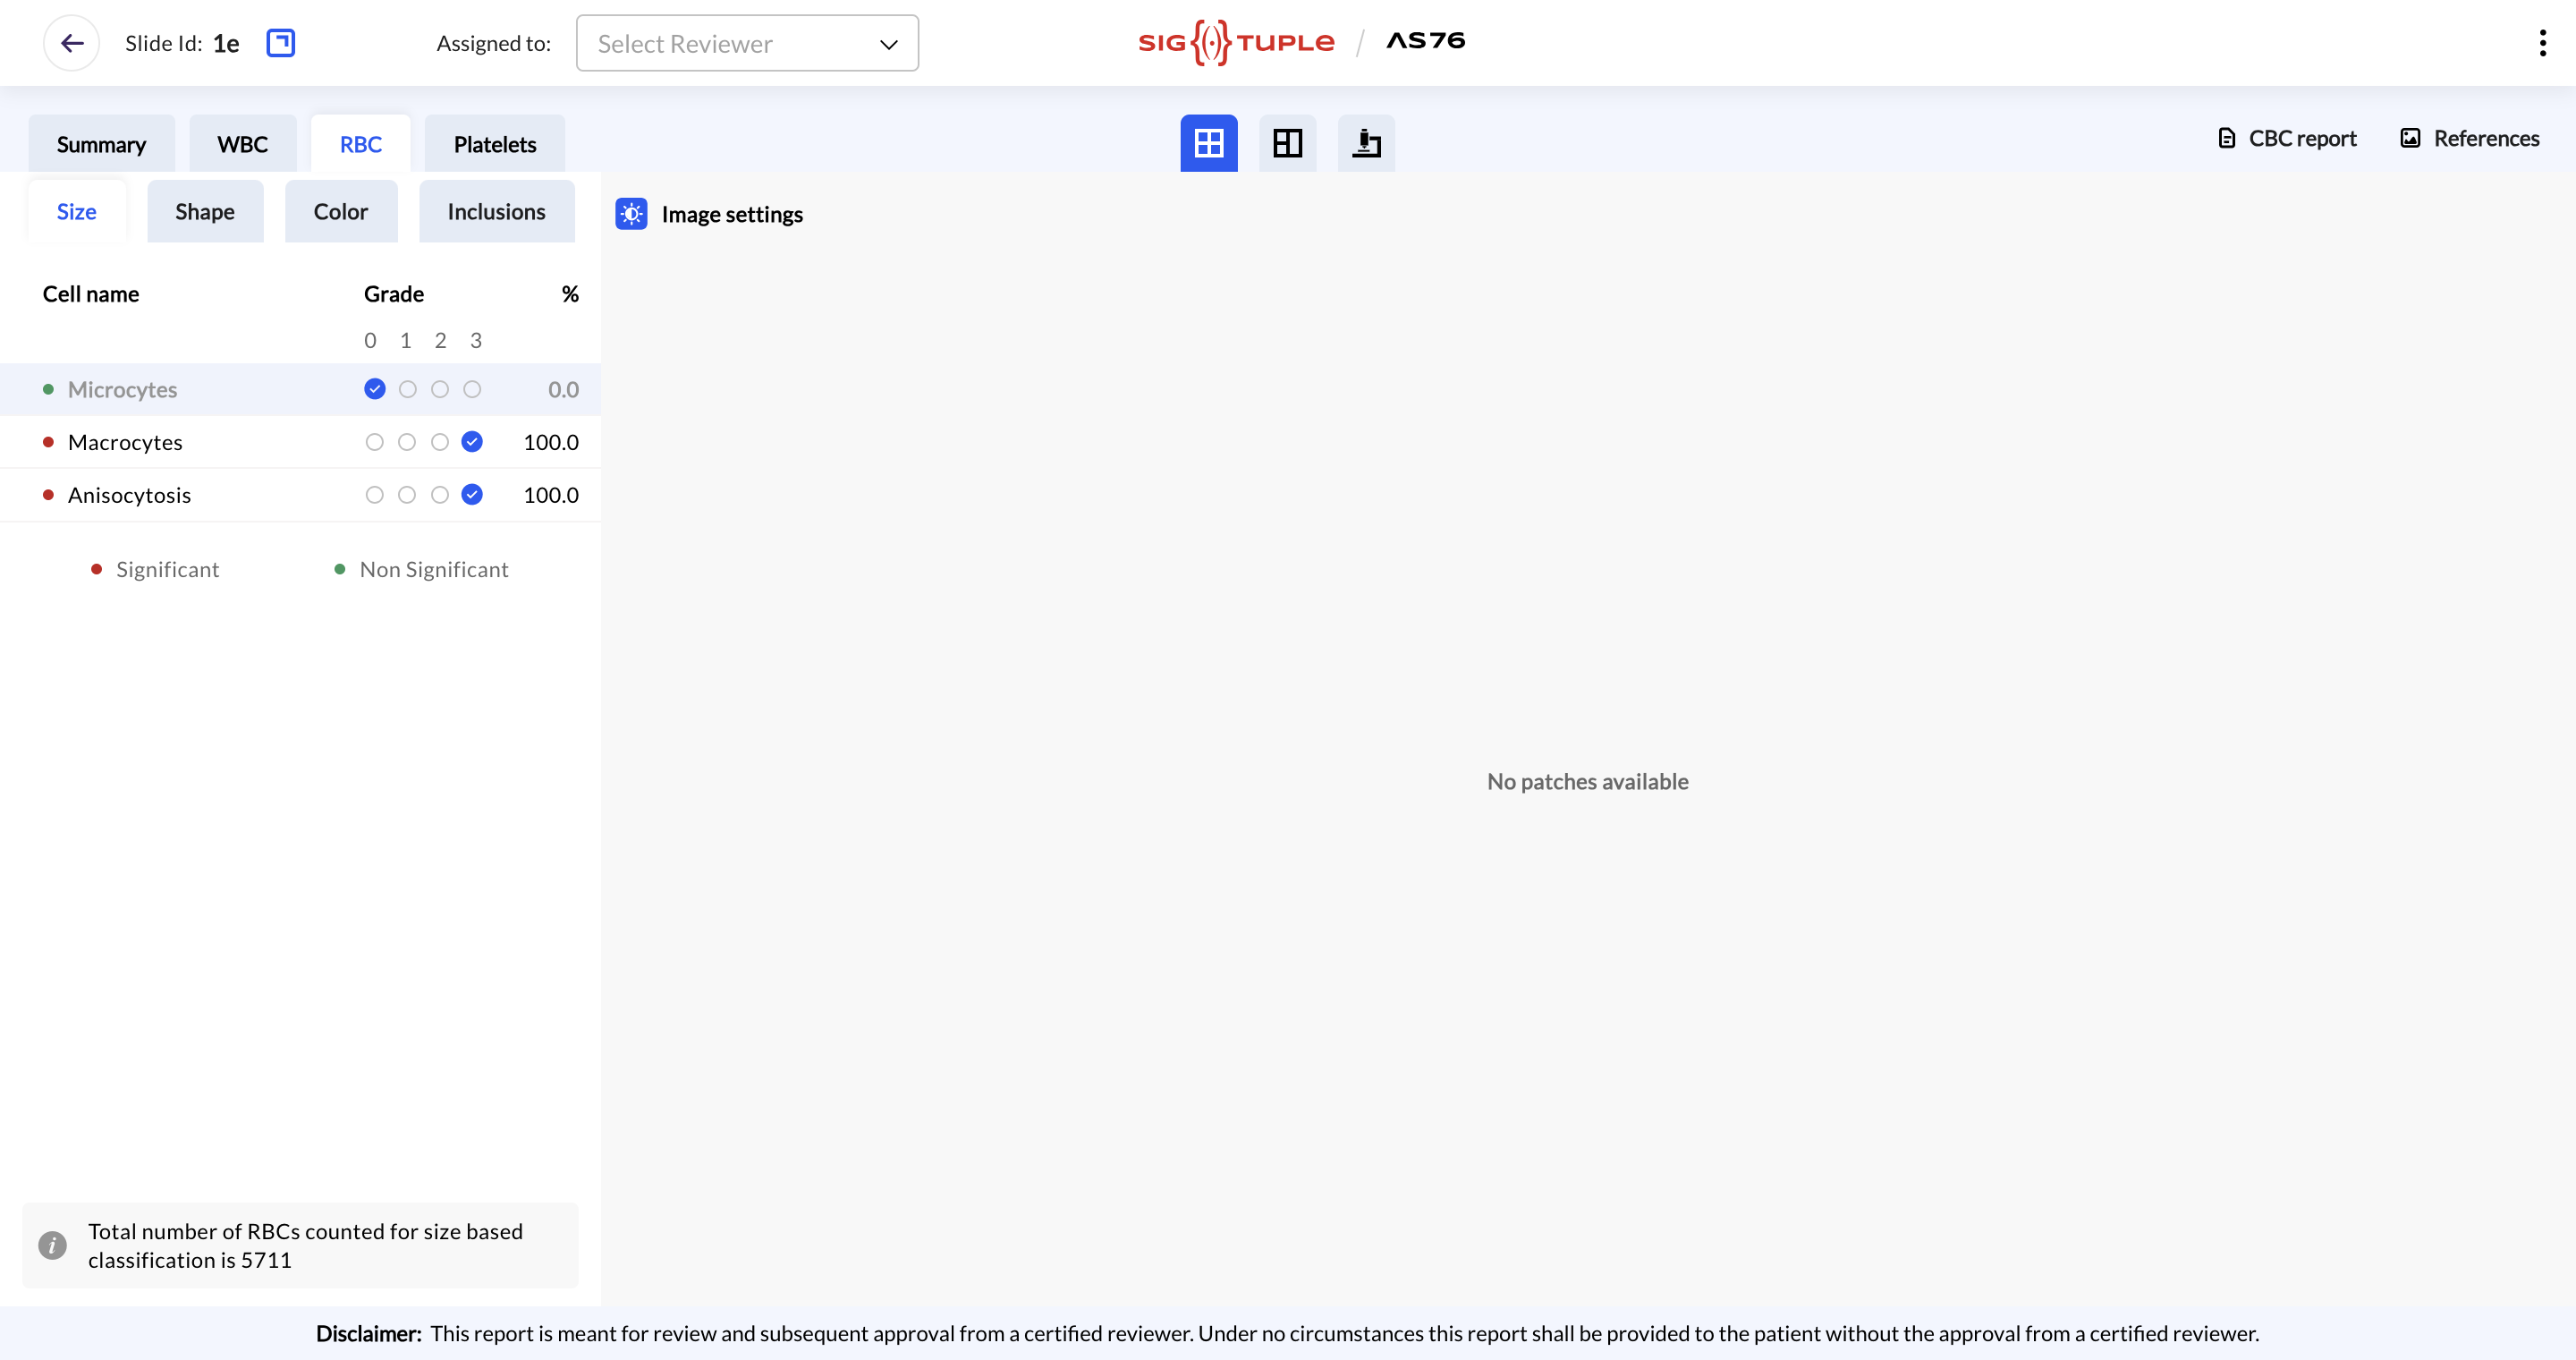 Slide Id: 1e
Assigned to: Select Reviewer
SIG{(·)}TUPLE / AS76
Summary WBC RBC Platelets
CBC report References
Size Shape Color Inclusions
Image settings
Cell name Grade %
0 1 2 3
Microcytes 0.0
Macrocytes 100.0
Anisocytosis 100.0
Significant Non Significant
No patches available
Total number of RBCs counted for size based
classification is 5711
Disclaimer: This report is meant for review and subsequent approval from a certified reviewer. Under no circumstances this report shall be provided to the patient without the approval from a certified reviewer.